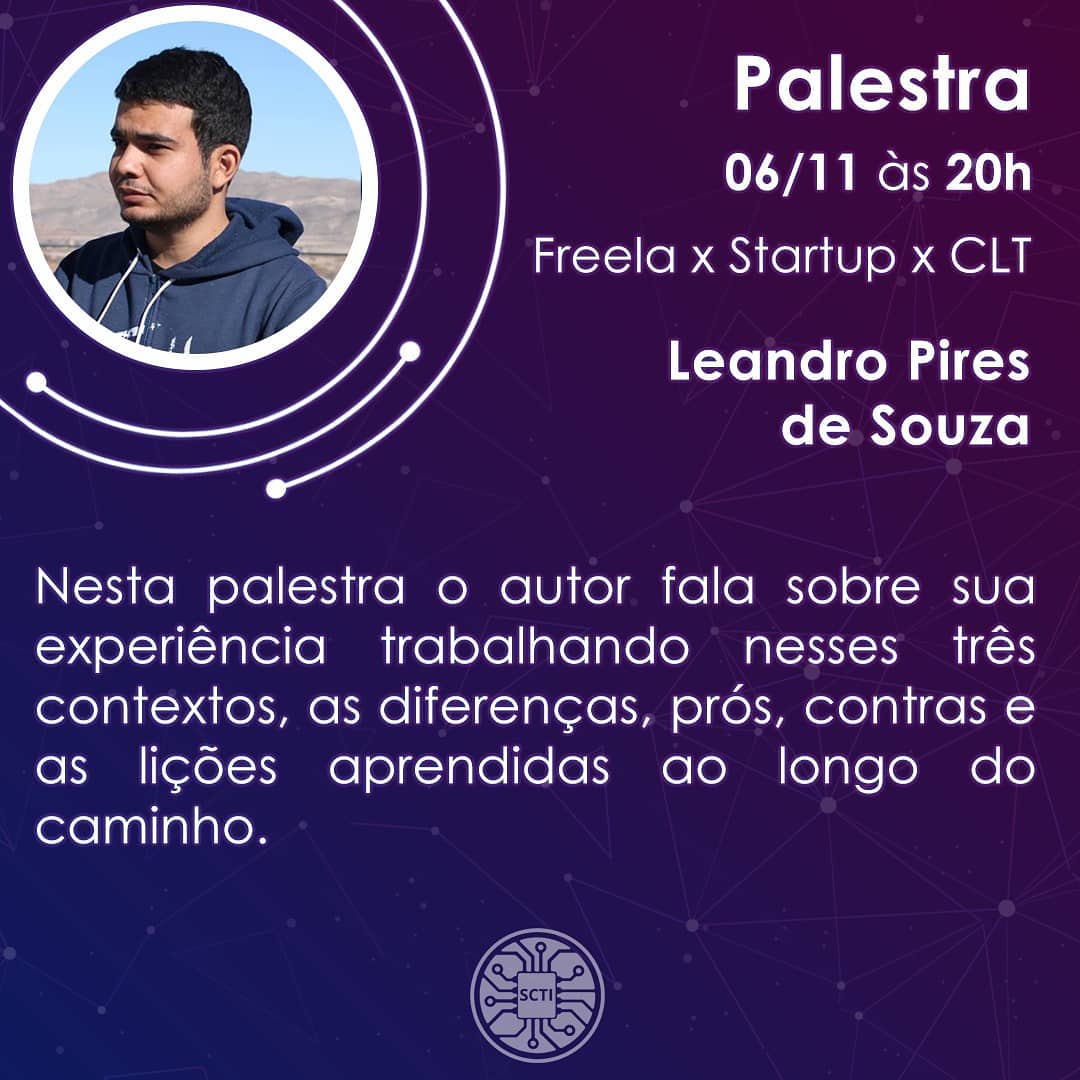 Palestra
06/11 às 20h
Freela x Startup x CLT
Leandro Pires
de Souza
Nesta palestra o autor fala sobre sua
experiência trabalhando nesses três
contextos, as diferenças, prós, contras e
as lições aprendidas ao longo do
caminho.
SCTI